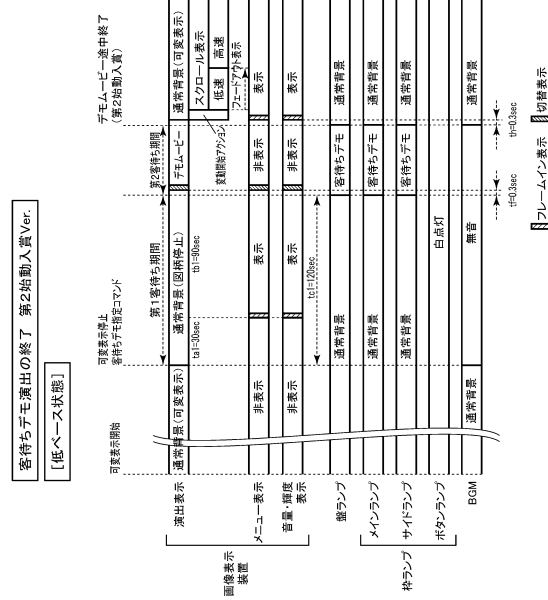 客待ちデモ演出の終了　第２始動入賞Ver.
［低ベース状態］
可変表示開始
可変表示停止
客待ちデモ指定コマンド
デモムービー途中終了
（第２始動入賞）
第１客待ち期間
第２客待ち期間
画像表示
装置
演出表示
通常背景（可変表示）
通常背景（図柄停止）
デモムービー
通常背景（可変表示）
ta1=30sec
tb1=90sec
変動開始アクション
スクロール表示
低速
高速
フェードアウト表示
メニュー表示
非表示
表示
非表示
表示
音量・輝度
表示
非表示
表示
非表示
表示
tc1=120sec
盤ランプ
通常背景
客待ちデモ
通常背景
枠ランプ
メインランプ
通常背景
客待ちデモ
通常背景
サイドランプ
通常背景
客待ちデモ
通常背景
ボタンランプ
白点灯
BGM
通常背景
無音
通常背景
tf=0.3sec
th=0.3sec
フレームイン表示
切替表示